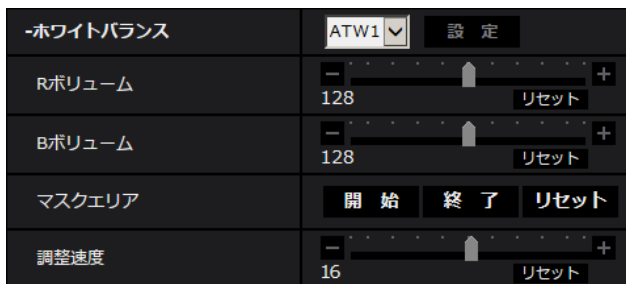 -ホワイトバランス ATW1 設 定
Rボリューム - +
128 リセット
Bボリューム - +
128 リセット
マスクエリア 開 始 終 了 リセット
調整速度 - +
16 リセット